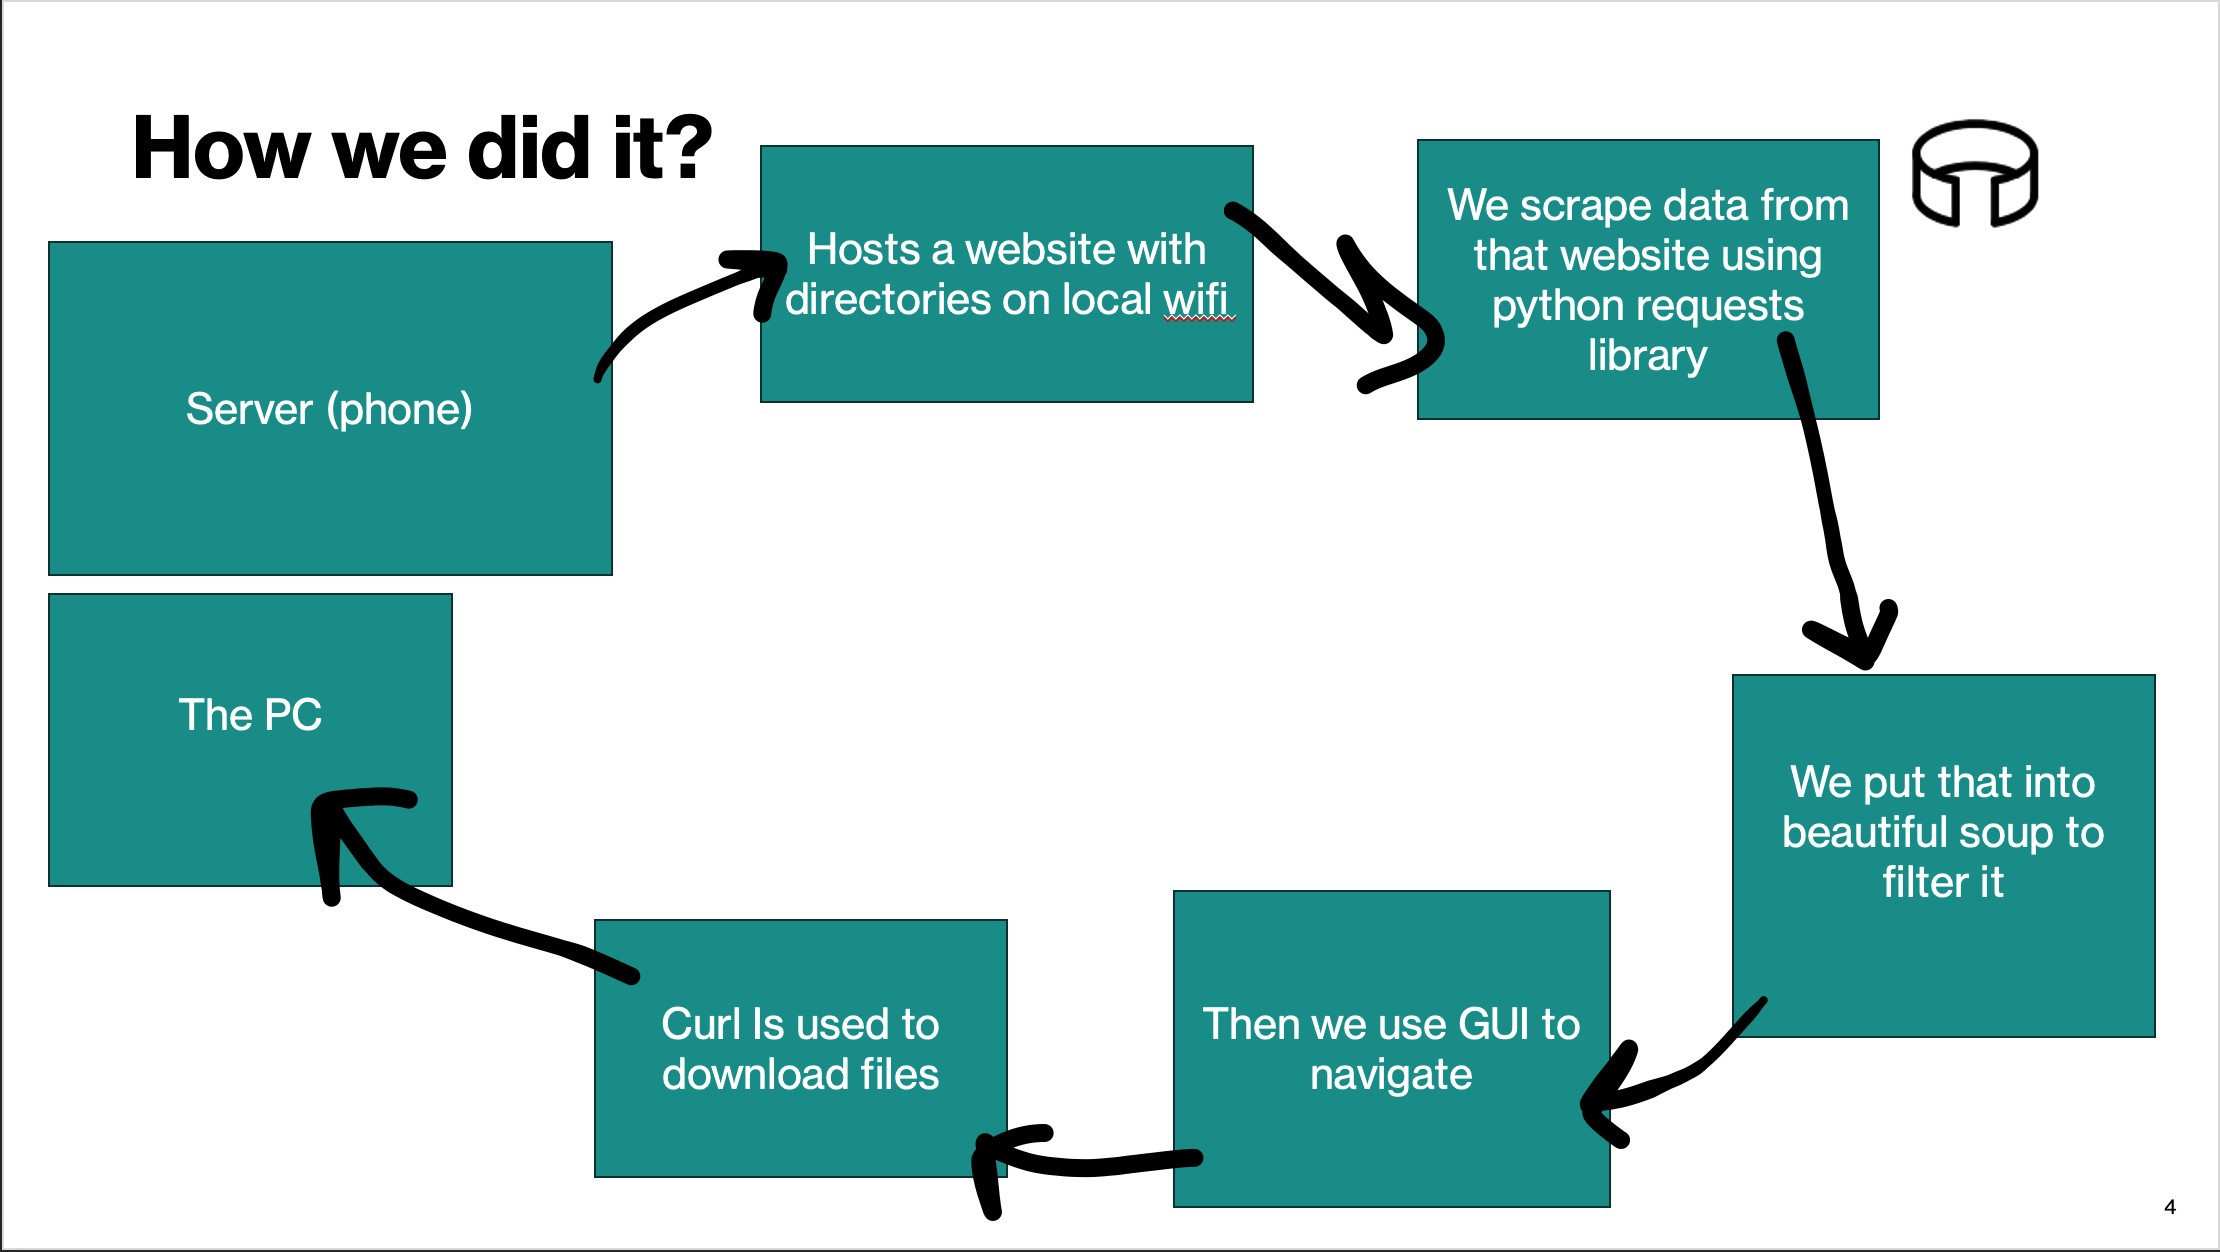 How we did it?
Server (phone)
Hosts a website with
directories on local wifi
We scrape data from
that website using
python requests
library
We put that into
beautiful soup to
filter it
Then we use GUI to
navigate
Curl Is used to
download files
The PC
4